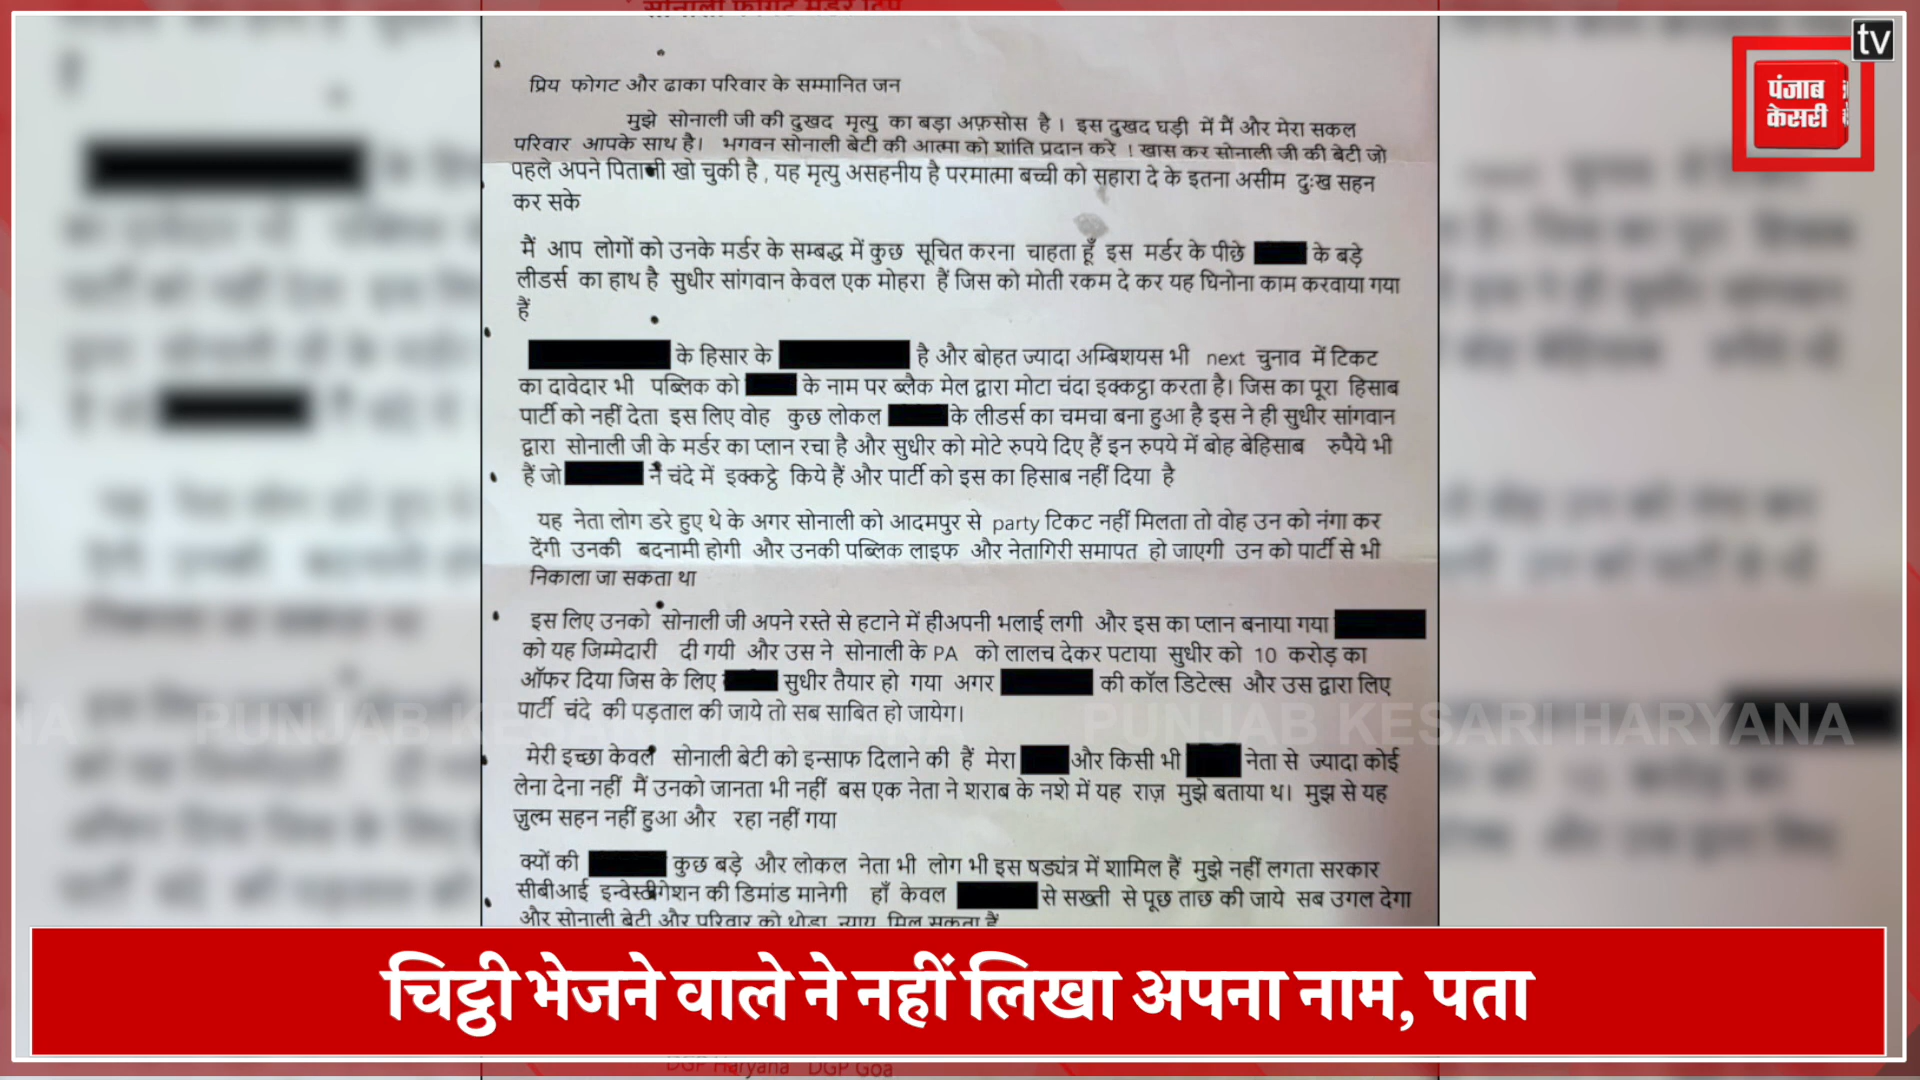 सोनाली फोगट मर्डर टिप
tv
पंजाब
केसरी
प्रिय फोगट और ढाका परिवार के सम्मानित जन
मुझे सोनाली जी की दुखद मृत्यु का बड़ा अफ़सोस है । इस दुखद घड़ी में मैं और मेरा सकल
परिवार आपके साथ है। भगवन सोनाली बेटी की आत्मा को शांति प्रदान करे । खास कर सोनाली जी की बेटी जो
पहले अपने पिताजी खो चुकी है , यह मृत्यु असहनीय है परमात्मा बच्ची को सहारा दे के इतना असीम दुःख सहन
कर सके
मैं आप लोगों को उनके मर्डर के सम्बद्ध में कुछ सूचित करना चाहता हूँ इस मर्डर के पीछे के बड़े
लीडर्स का हाथ है सुधीर सांगवान केवल एक मोहरा हैं जिस को मोती रकम दे कर यह घिनोना काम करवाया गया
हैं
के हिसार के है और बोहत ज्यादा अम्बिशयस भी next चुनाव में टिकट
का दावेदार भी पब्लिक को के नाम पर ब्लैक मेल द्वारा मोटा चंदा इक्कट्ठा करता है। जिस का पूरा हिसाब
पार्टी को नहीं देता इस लिए वोह कुछ लोकल के लीडर्स का चमचा बना हुआ है इस ने ही सुधीर सांगवान
द्वारा सोनाली जी के मर्डर का प्लान रचा है और सुधीर को मोटे रुपये दिए हैं इन रुपये में बोह बेहिसाब रुपैये भी
हैं जो ने चंदे में इक्कट्ठे किये हैं और पार्टी को इस का हिसाब नहीं दिया है
यह नेता लोग डरे हुए थे के अगर सोनाली को आदमपुर से party टिकट नहीं मिलता तो वोह उन को नंगा कर
देंगी उनकी बदनामी होगी और उनकी पब्लिक लाइफ और नेतागिरी समापत हो जाएगी उन को पार्टी से भी
निकाला जा सकता था
इस लिए उनको सोनाली जी अपने रस्ते से हटाने में हीअपनी भलाई लगी और इस का प्लान बनाया गया
को यह जिम्मेदारी दी गयी और उस ने सोनाली के PA को लालच देकर पटाया सुधीर को 10 करोड़ का
ऑफर दिया जिस के लिए सुधीर तैयार हो गया अगर की कॉल डिटेल्स और उस द्वारा लिए
पार्टी चंदे की पड़ताल की जाये तो सब साबित हो जायेग।
PUNJAB KESARI HARYANA
मेरी इच्छा केवल सोनाली बेटी को इन्साफ दिलाने की हैं मेरा और किसी भी नेता से ज्यादा कोई
लेना देना नहीं मैं उनको जानता भी नहीं बस एक नेता ने शराब के नशे में यह राज़ मुझे बताया थ। मुझ से यह
जुल्म सहन नहीं हुआ और रहा नहीं गया
क्यों की कुछ बड़े और लोकल नेता भी लोग भी इस षड्यंत्र में शामिल हैं मुझे नहीं लगता सरकार
सीबीआई इन्वेस्टीगेशन की डिमांड मानेगी हाँ केवल से सख्ती से पूछ ताछ की जाये सब उगल देगा
और सोनाली बेटी और परिवार को थोड़ा न्याय मिल सकता हैं
चिट्ठी भेजने वाले ने नहीं लिखा अपना नाम, पता
DGP Haryana DGP Goa